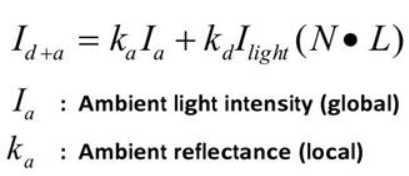 I_{d+a} = k_a I_a + k_d I_{light} (N • L)
I_a : Ambient light intensity (global)
k_a : Ambient reflectance (local)